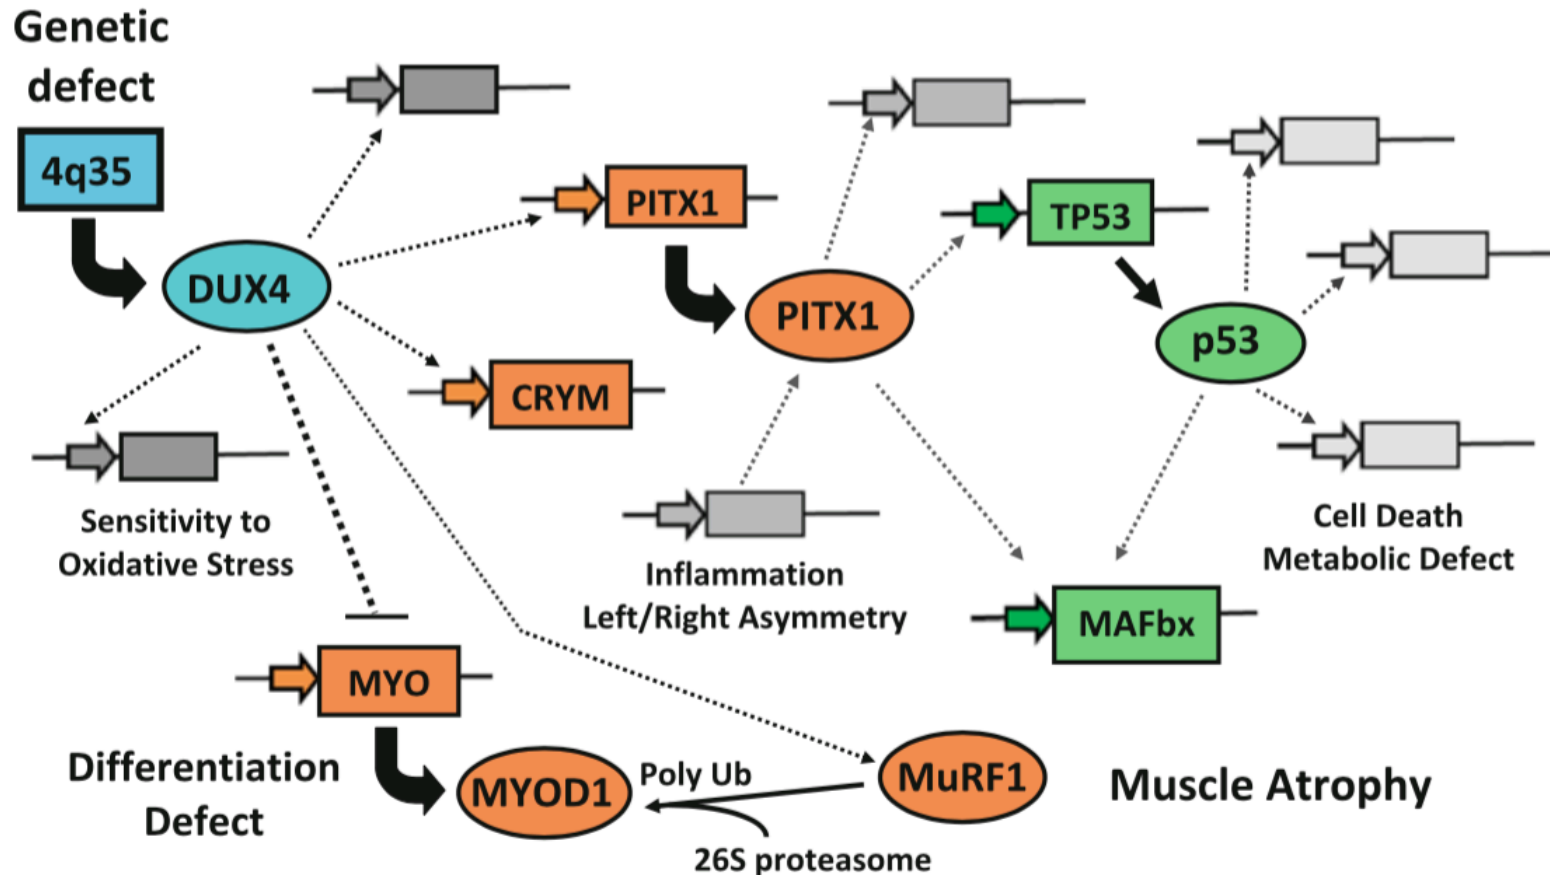 Genetic
defect
4q35
DUX4
PITX1
PITX1
TP53
p53
CRYM
Sensitivity to
Oxidative Stress
Inflammation
Left/Right Asymmetry
Cell Death
Metabolic Defect
MAFbx
MYO
Differentiation
Defect
MYOD1
Poly Ub
MuRF1
Muscle Atrophy
26S proteasome